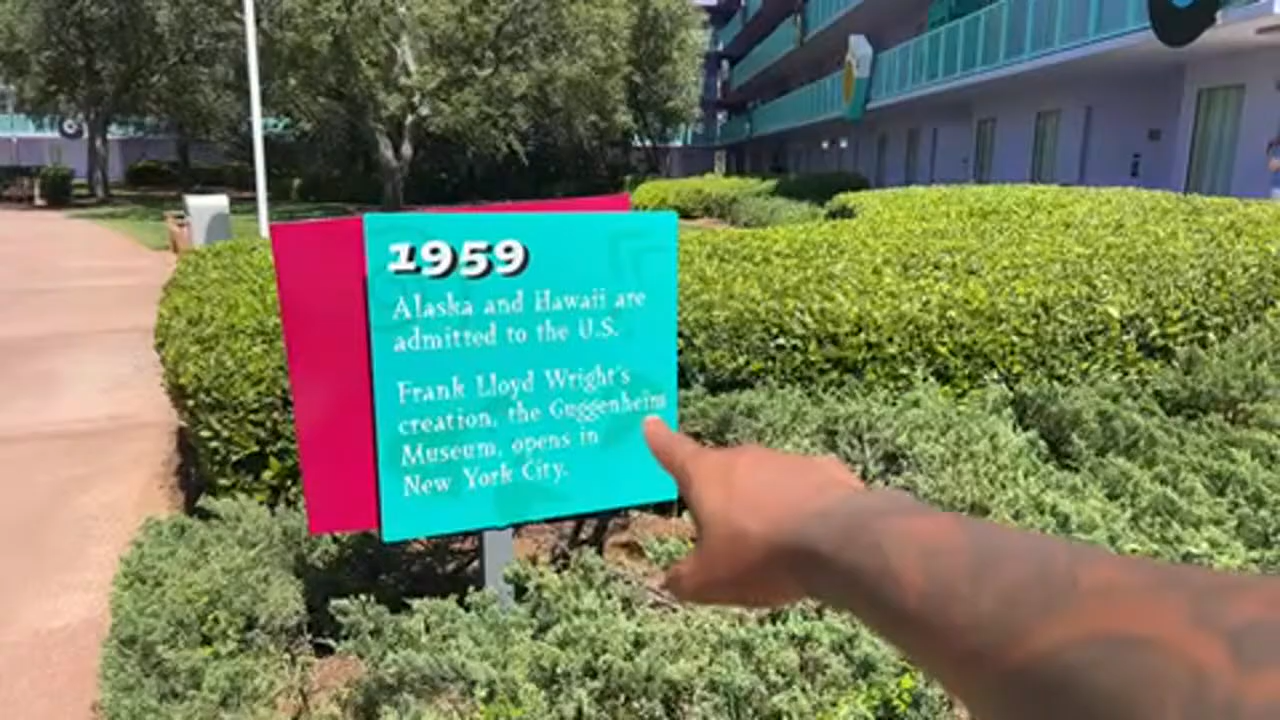 1959
Alaska and Hawaii are
admitted to the U.S.
Frank Lloyd Wright's
creation, the Guggenheim
Museum, opens in
New York City.